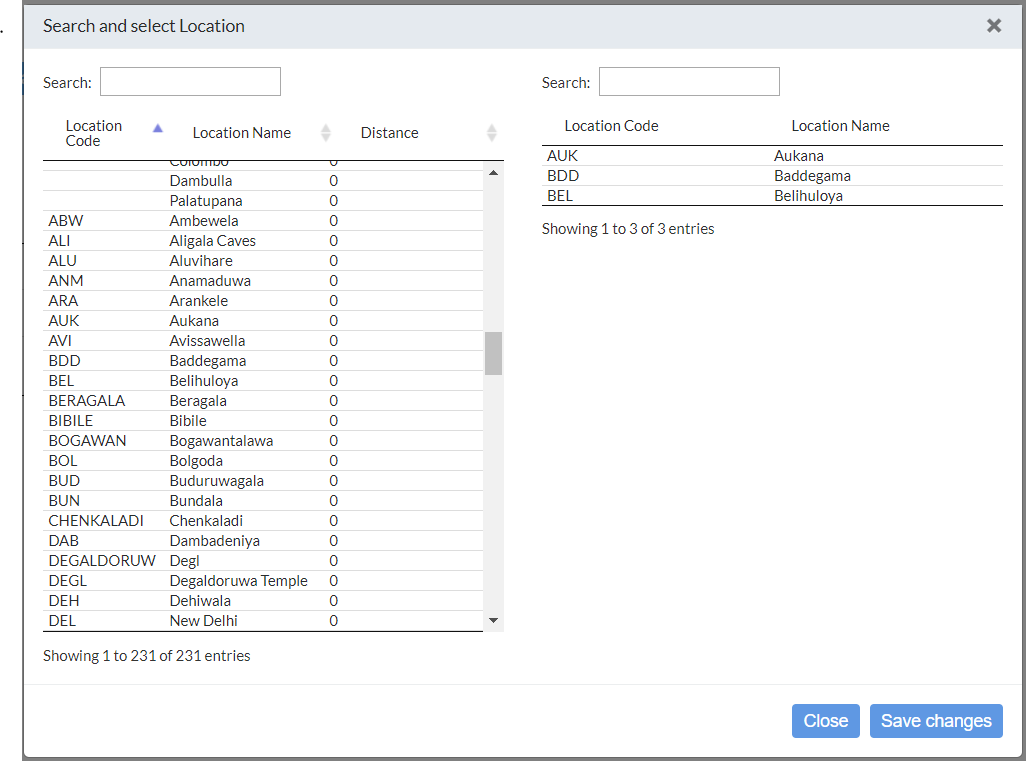 Search and select Location
Search:
Location Code
Location Name
Distance
Colombo 0
Dambulla 0
Palatupana 0
ABW Ambewela 0
ALI Aligala Caves 0
ALU Aluvihare 0
ANM Anamaduwa 0
ARA Arankele 0
AUK Aukana 0
AVI Avissawella 0
BDD Baddegama 0
BEL Belihuloya 0
BERAGALA Beragala 0
BIBILE Bibile 0
BOGAWAN Bogawantalawa 0
BOL Bolgoda 0
BUD Buduruwagala 0
BUN Bundala 0
CHENKALADI Chenkaladi 0
DAB Dambadeniya 0
DEGALDORUW Degl 0
DEGL Degaldoruwa Temple 0
DEH Dehiwala 0
DEL New Delhi 0
Showing 1 to 231 of 231 entries
Search:
Location Code Location Name
AUK Aukana
BDD Baddegama
BEL Belihuloya
Showing 1 to 3 of 3 entries
Close
Save changes